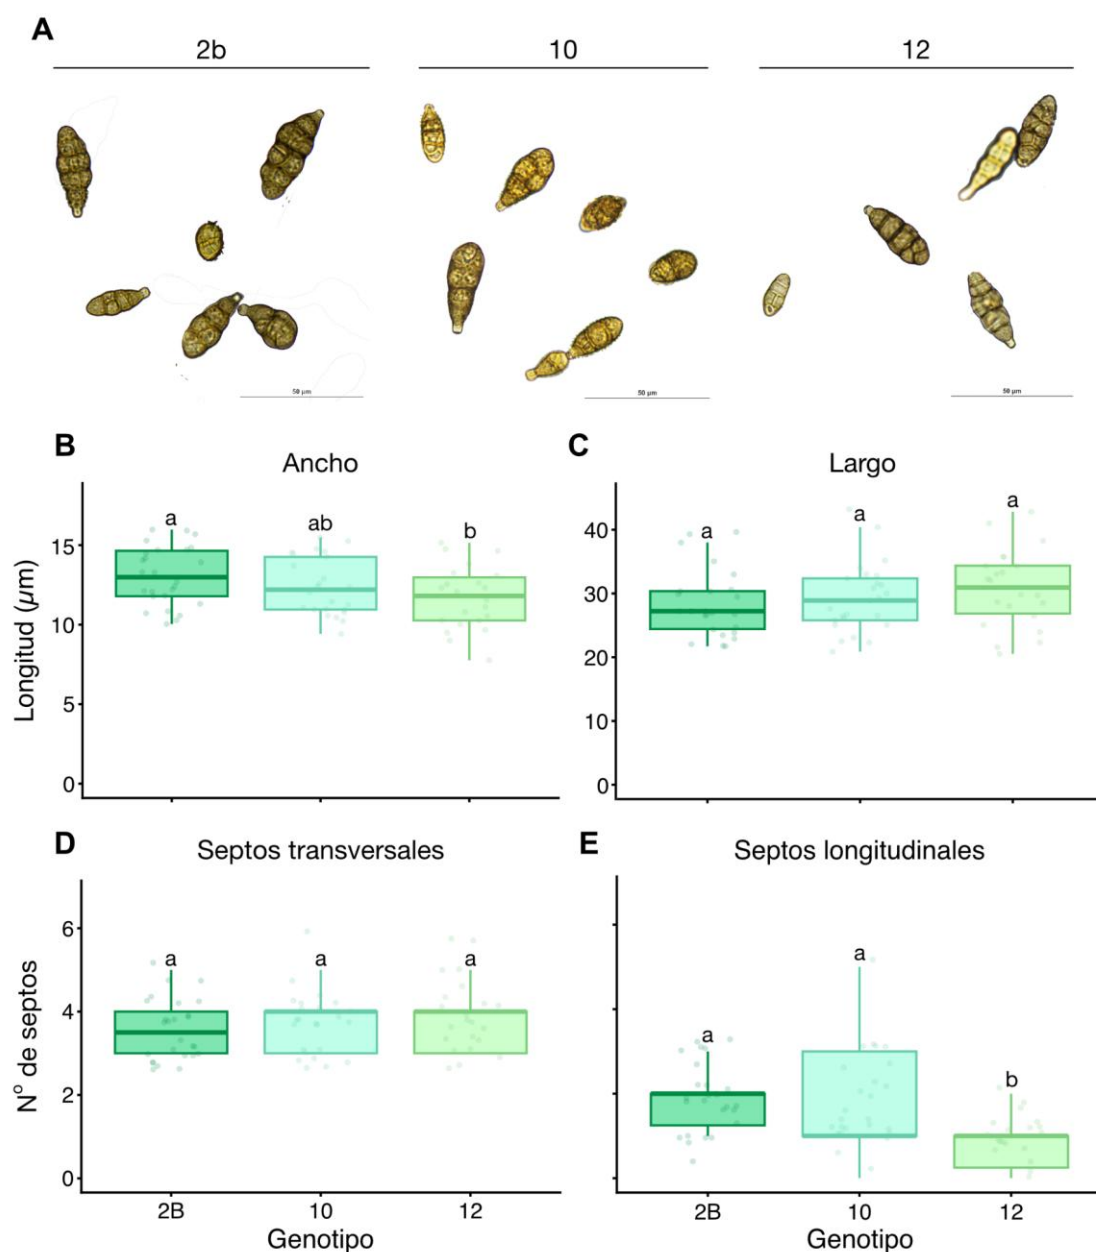 A
2b
10
12
50 µm
50 µm
50 µm
B
Ancho
Longitud (µm)
15
10
5
0
a
ab
b
C
Largo
40
30
20
10
0
a
a
a
D
Septos transversales
Nº de septos
6
4
2
0
a
a
a
2B
10
12
Genotipo
E
Septos longitudinales
a
a
b
2B
10
12
Genotipo